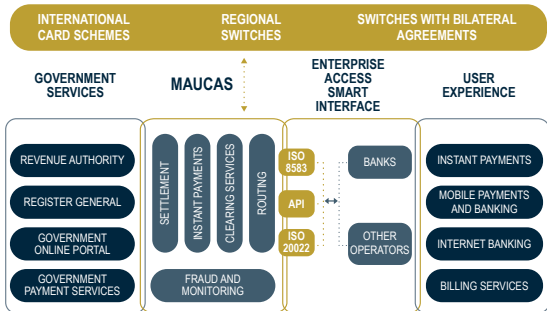 INTERNATIONAL
CARD SCHEMES
REGIONAL
SWITCHES
SWITCHES WITH BILATERAL
AGREEMENTS
GOVERNMENT
SERVICES
MAUCAS
ENTERPRISE
ACCESS
SMART
INTERFACE
USER
EXPERIENCE
REVENUE AUTHORITY
REGISTER GENERAL
GOVERNMENT
ONLINE PORTAL
GOVERNMENT
PAYMENT SERVICES
SETTLEMENT
INSTANT PAYMENTS
CLEARING SERVICES
ROUTING
FRAUD AND
MONITORING
ISO
8583
API
ISO
20022
BANKS
OTHER
OPERATORS
INSTANT PAYMENTS
MOBILE PAYMENTS
AND BANKING
INTERNET BANKING
BILLING SERVICES